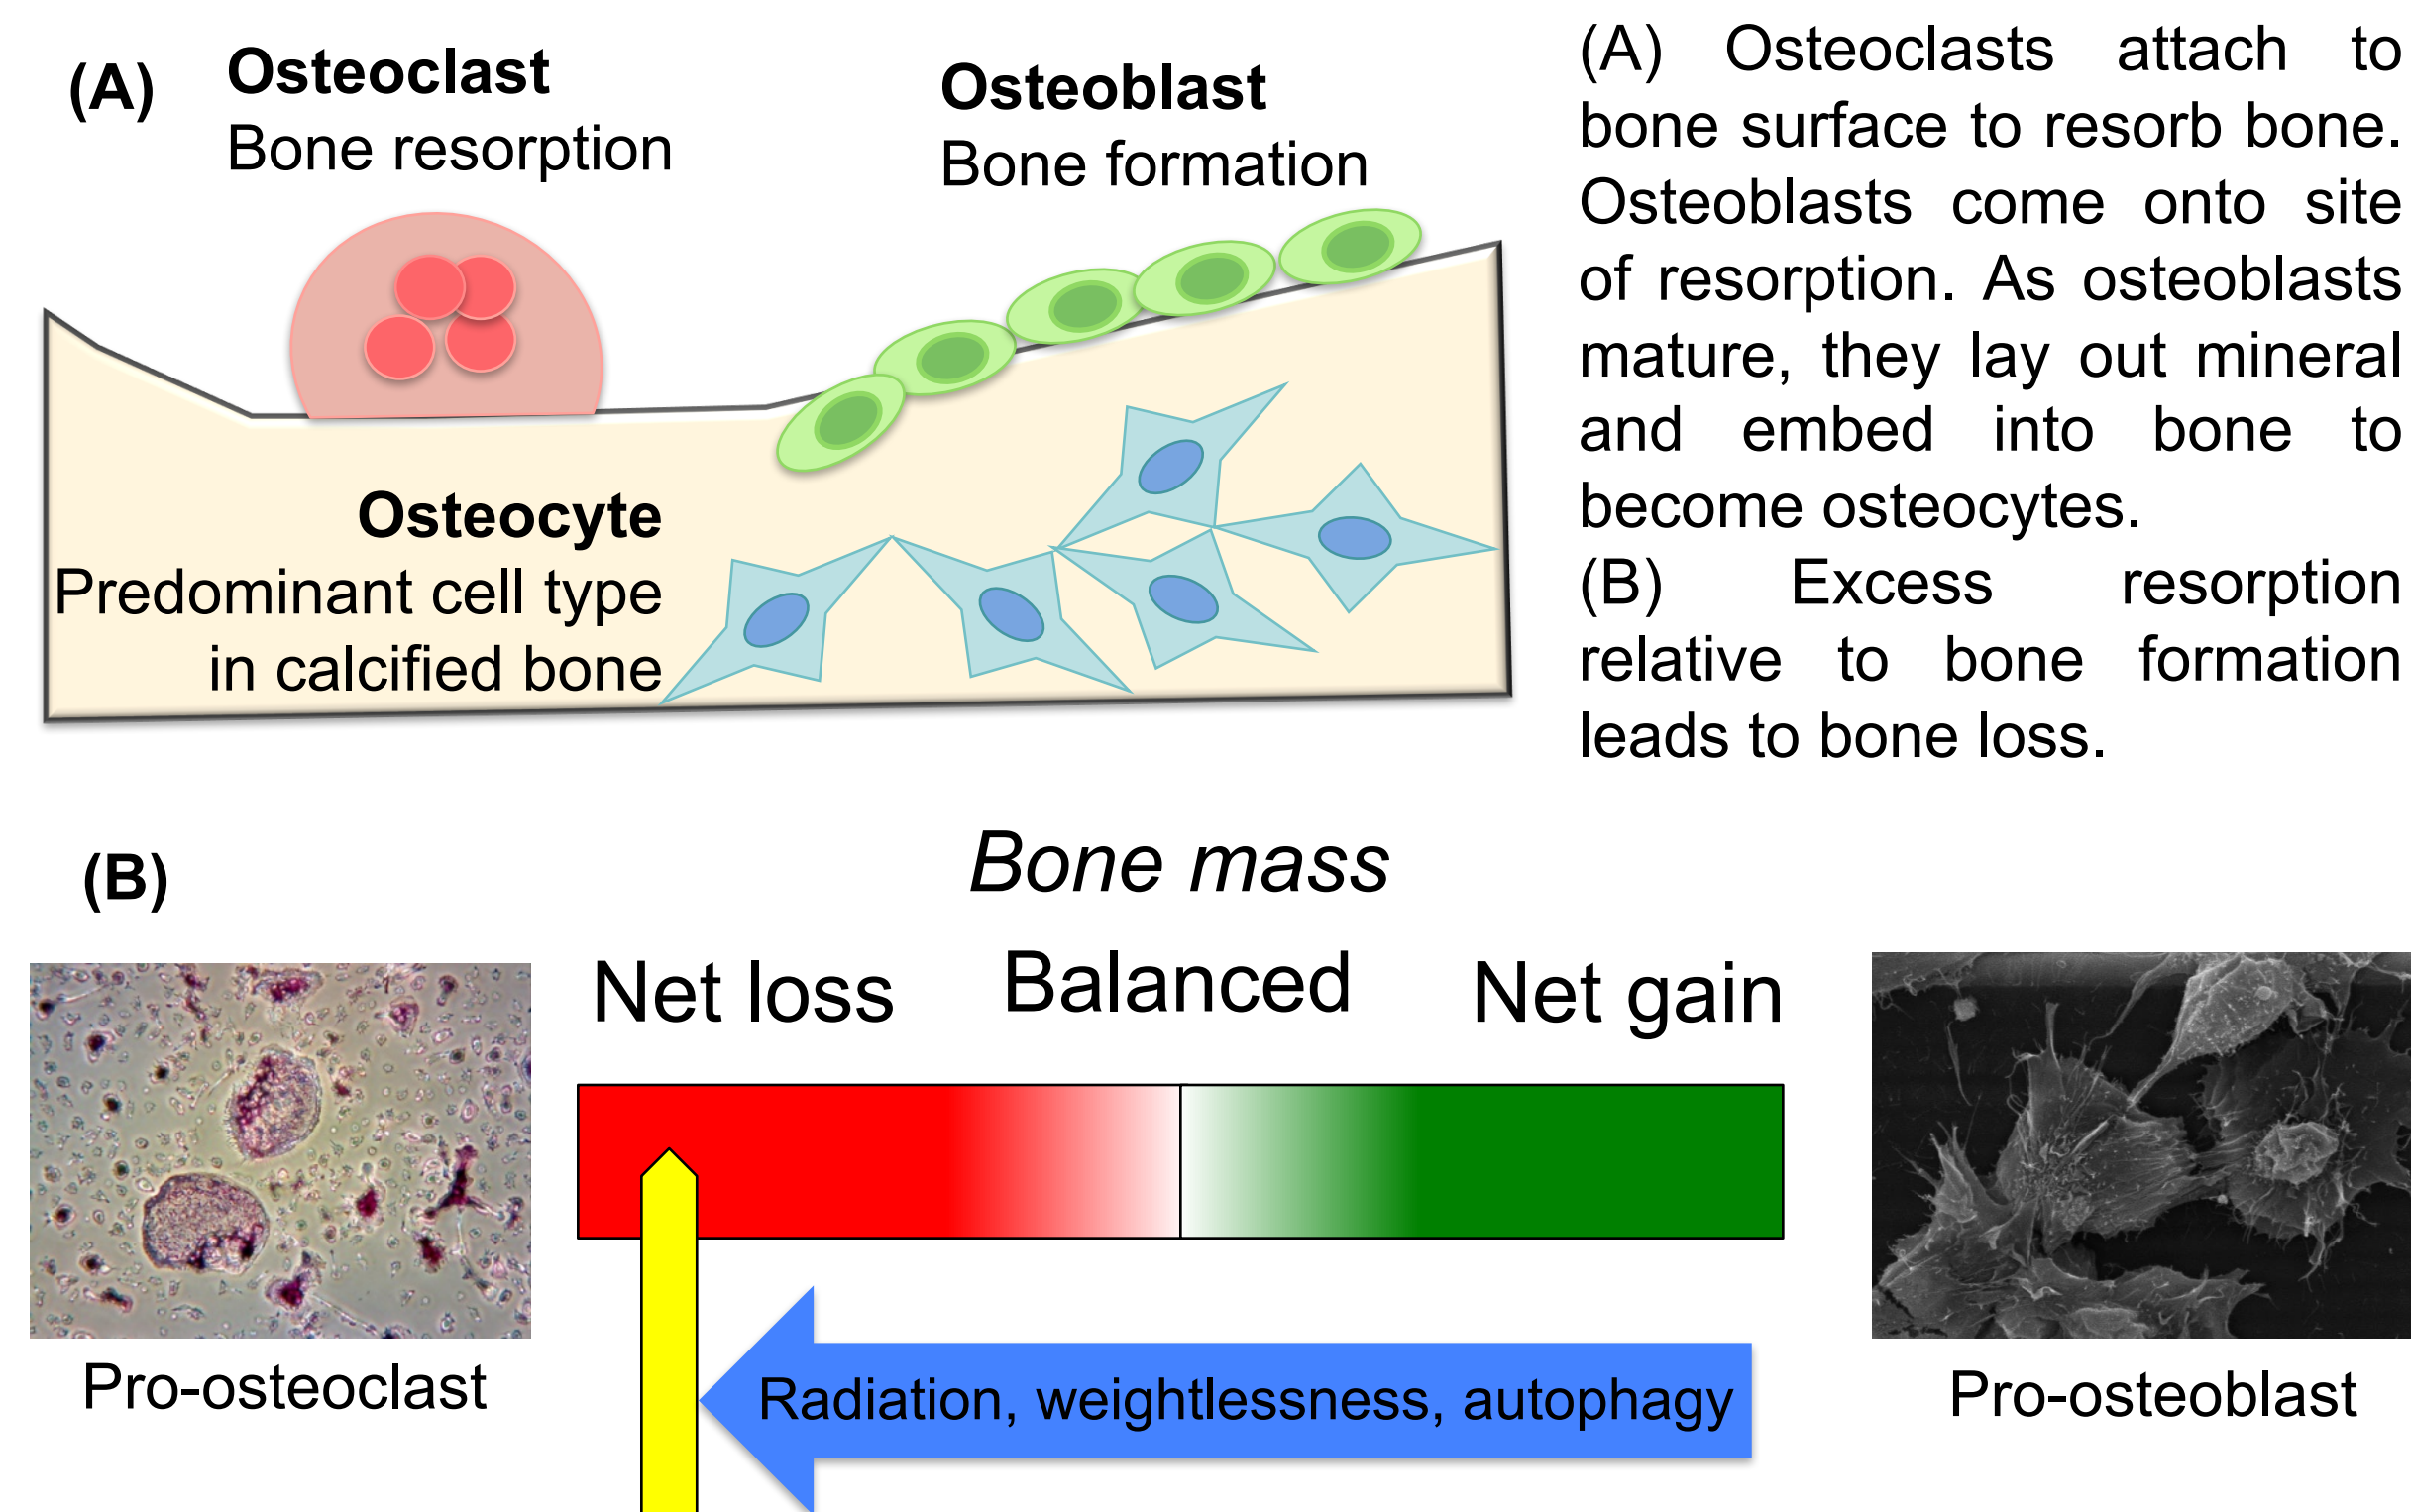 (A)
Osteoclast
Bone resorption
Osteoblast
Bone formation
Osteocyte
Predominant cell type
in calcified bone
(A) Osteoclasts attach to
bone surface to resorb bone.
Osteoblasts come onto site
of resorption. As osteoblasts
mature, they lay out mineral
and embed into bone to
become osteocytes.
(B) Excess resorption
relative to bone formation
leads to bone loss.
(B)
Bone mass
Net loss
Balanced
Net gain
Pro-osteoclast
Radiation, weightlessness, autophagy
Pro-osteoblast